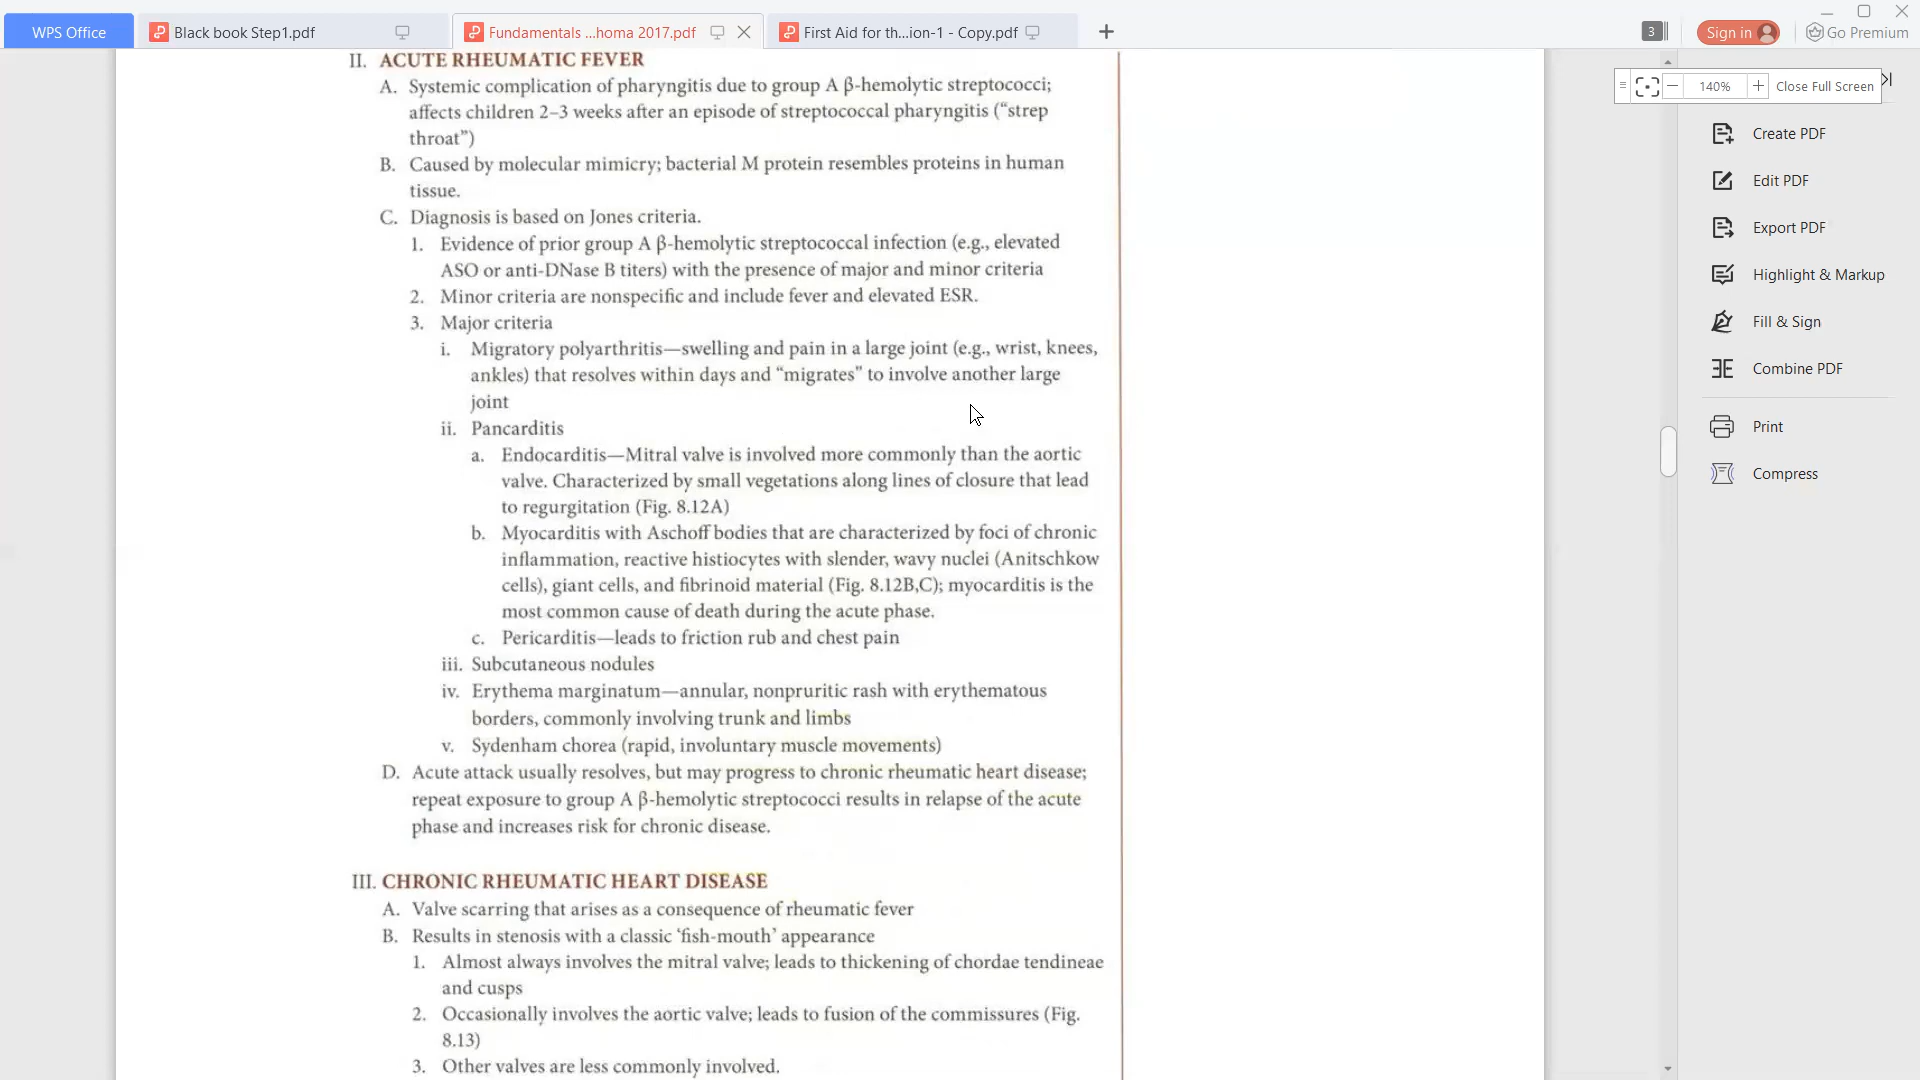 WPS Office
Black book Step1.pdf
Fundamentals ...homa 2017.pdf
First Aid for th...ion-1 - Copy.pdf
3
Sign in
Go Premium
140%
Close Full Screen
Create PDF
Edit PDF
Export PDF
Highlight & Markup
Fill & Sign
Combine PDF
Print
Compress
II. ACUTE RHEUMATIC FEVER
A. Systemic complication of pharyngitis due to group A β-hemolytic streptococci;
affects children 2–3 weeks after an episode of streptococcal pharyngitis (“strep
throat”)
B. Caused by molecular mimicry; bacterial M protein resembles proteins in human
tissue.
C. Diagnosis is based on Jones criteria.
1. Evidence of prior group A β-hemolytic streptococcal infection (e.g., elevated
ASO or anti-DNase B titers) with the presence of major and minor criteria
2. Minor criteria are nonspecific and include fever and elevated ESR.
3. Major criteria
i. Migratory polyarthritis—swelling and pain in a large joint (e.g., wrist, knees,
ankles) that resolves within days and “migrates” to involve another large
joint
ii. Pancarditis
a. Endocarditis—Mitral valve is involved more commonly than the aortic
valve. Characterized by small vegetations along lines of closure that lead
to regurgitation (Fig. 8.12A)
b. Myocarditis with Aschoff bodies that are characterized by foci of chronic
inflammation, reactive histiocytes with slender, wavy nuclei (Anitschkow
cells), giant cells, and fibrinoid material (Fig. 8.12B,C); myocarditis is the
most common cause of death during the acute phase.
c. Pericarditis—leads to friction rub and chest pain
iii. Subcutaneous nodules
iv. Erythema marginatum—annular, nonpruritic rash with erythematous
borders, commonly involving trunk and limbs
v. Sydenham chorea (rapid, involuntary muscle movements)
D. Acute attack usually resolves, but may progress to chronic rheumatic heart disease;
repeat exposure to group A β-hemolytic streptococci results in relapse of the acute
phase and increases risk for chronic disease.
III. CHRONIC RHEUMATIC HEART DISEASE
A. Valve scarring that arises as a consequence of rheumatic fever
B. Results in stenosis with a classic ‘fish-mouth’ appearance
1. Almost always involves the mitral valve; leads to thickening of chordae tendineae
and cusps
2. Occasionally involves the aortic valve; leads to fusion of the commissures (Fig.
8.13)
3. Other valves are less commonly involved.